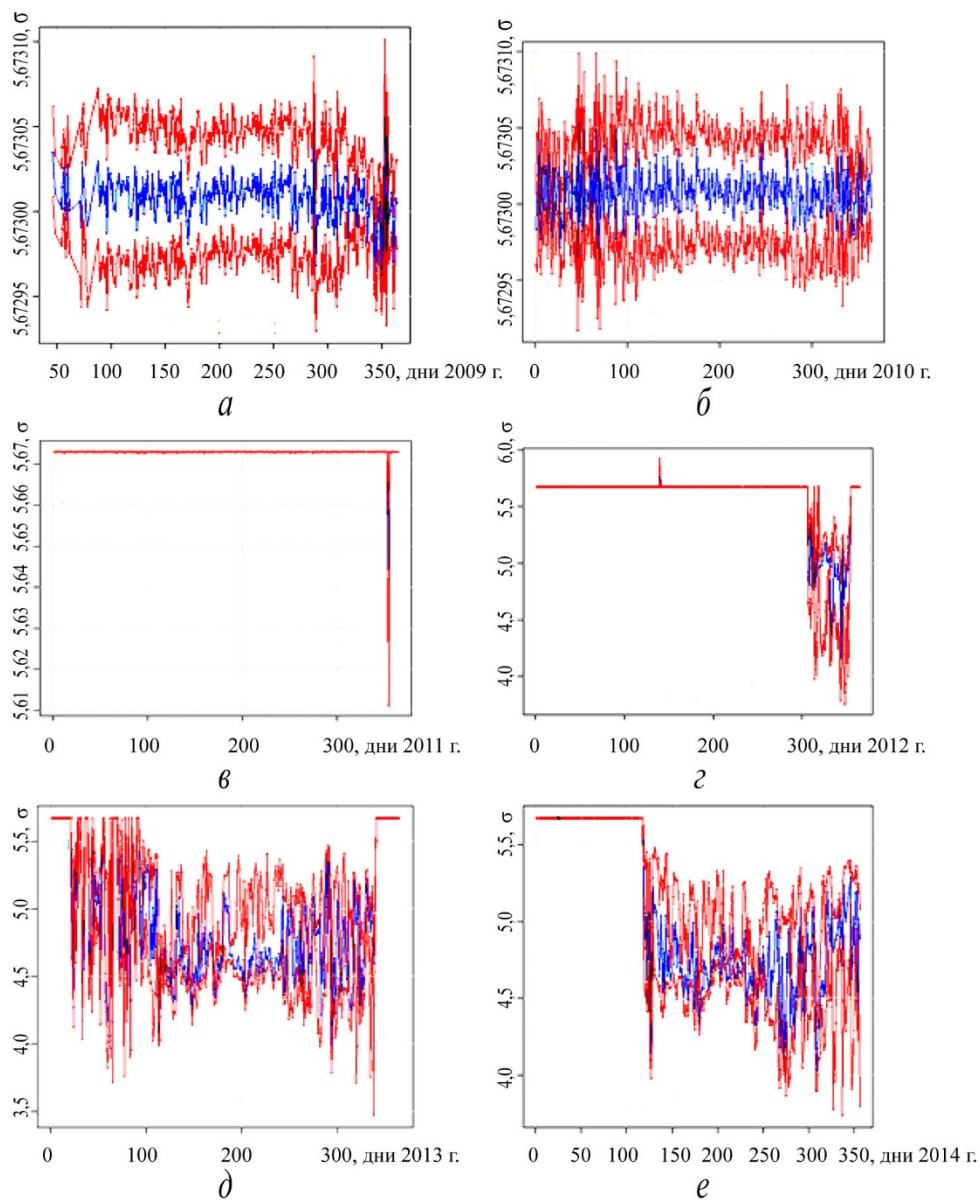 5,67310, σ
5,67305
5,67300
5,67295
50 100 150 200 250 300 350, дни 2009 г.
а
5,67310, σ
5,67305
5,67300
5,67295
0 100 200 300, дни 2010 г.
б
5,67, σ
5,66
5,65
5,64
5,63
5,62
5,61
0 100 200 300, дни 2011 г.
в
6,0, σ
5,5
5,0
4,5
4,0
0 100 200 300, дни 2012 г.
г
σ
5,5
5,0
4,5
4,0
3,5
0 100 200 300, дни 2013 г.
д
σ
5,5
5,0
4,5
4,0
0 50 100 150 200 250 300 350, дни 2014 г.
е